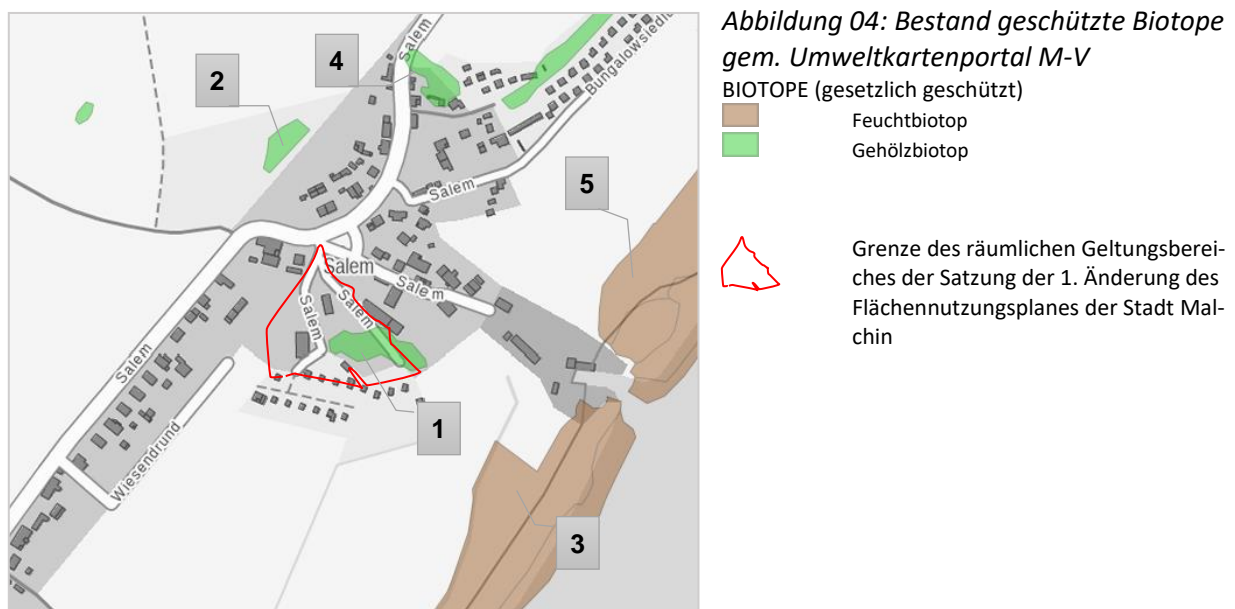 Abbildung 04: Bestand geschützte Biotope
gem. Umweltkartenportal M-V
BIOTOPE (gesetzlich geschützt)
Feuchtbiotop
Gehölzbiotop
Grenze des räumlichen Geltungsberei-
ches der Satzung der 1. Änderung des
Flächennutzungsplanes der Stadt Mal-
chin
Salem
4
2
Bungalowsiedl
5
Salem
Salem
Salem
Salem
Salem
Salem
1
Wiesendrund
3